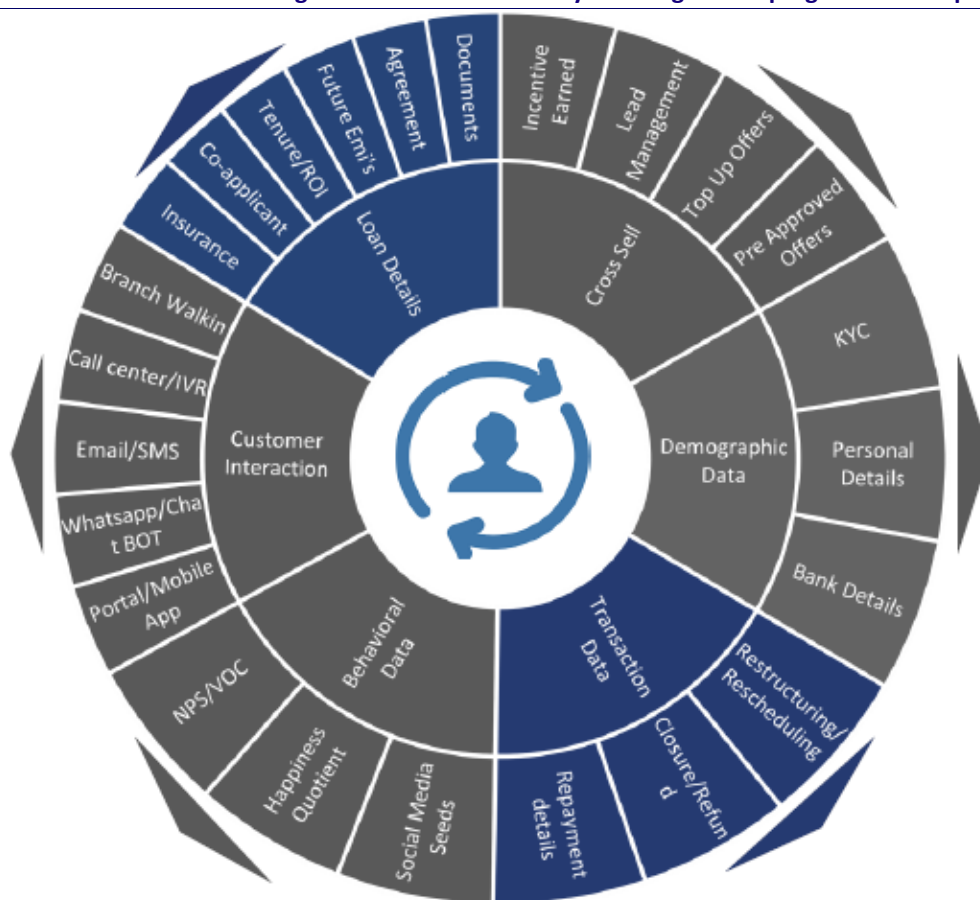 Documents
Agreement
Future Emi's
Tenure/ROI
Co-applicant
Insurance
Loan Details
Incentive
Earned
Lead
Management
Top Up Offers
Pre Approved
Offers
Cross Sell
KYC
Personal
Details
Bank Details
Demographic
Data
Restructuring/
Rescheduling
Closure/Refun
d
Repayment
details
Transaction
Data
Social Media
Seeds
Happiness
Quotient
NPS/VOC
Behavioral
Data
Portal/Mobile
App
Whatsapp/Cha
t BOT
Email/SMS
Call center/IVR
Branch Walkin
Customer
Interaction